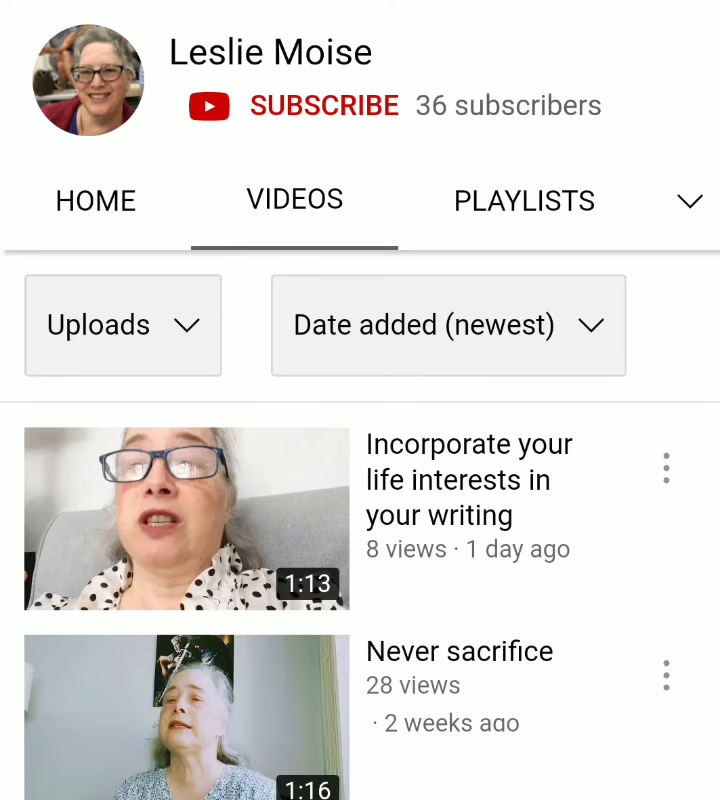 Leslie Moise
SUBSCRIBE 36 subscribers
HOME VIDEOS PLAYLISTS
Uploads Date added (newest)
Incorporate your
life interests in
your writing
8 views · 1 day ago
1:13
Never sacrifice
28 views
· 2 weeks ago
1:16